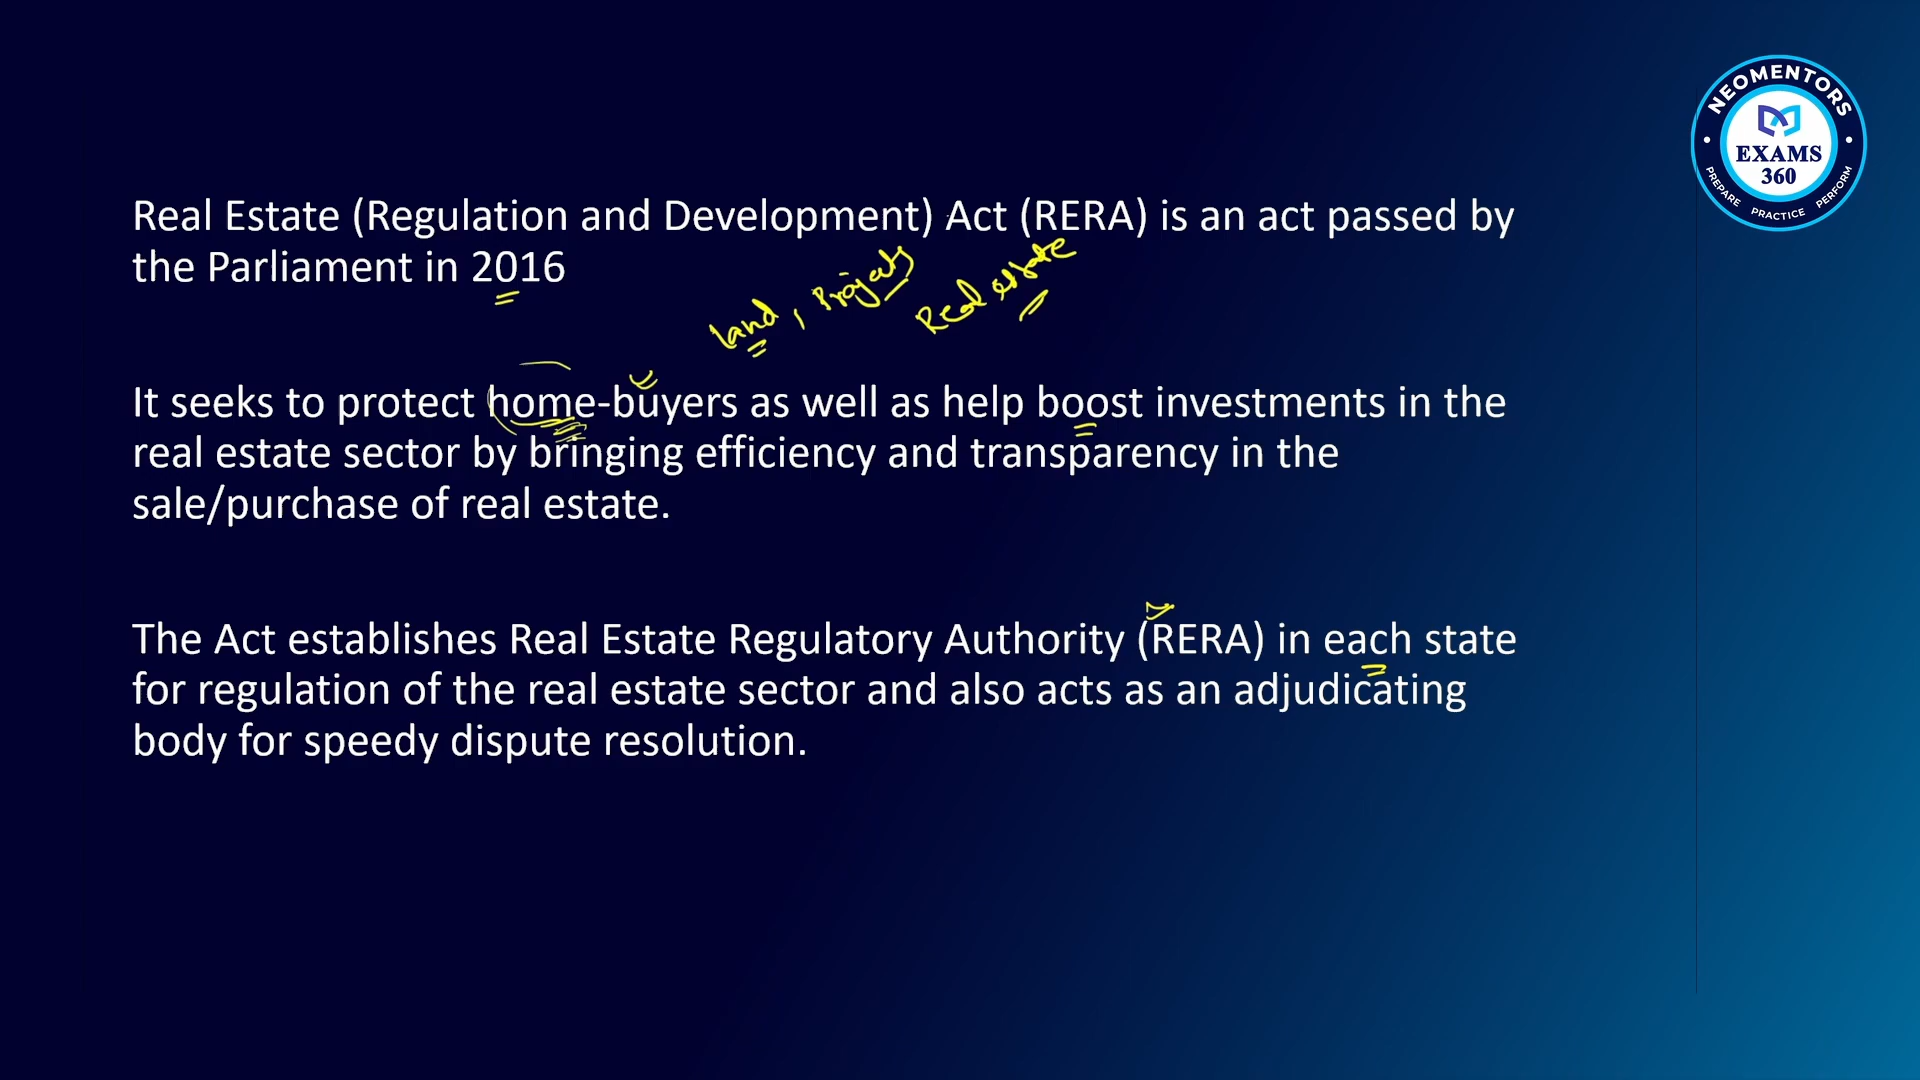 NEOMENTORS
EXAMS
360
PREPARE PRACTICE PERFORM
Real Estate (Regulation and Development) Act (RERA) is an act passed by
the Parliament in 2016
Land, Projects Real estate
It seeks to protect home-buyers as well as help boost investments in the
real estate sector by bringing efficiency and transparency in the
sale/purchase of real estate.
The Act establishes Real Estate Regulatory Authority (RERA) in each state
for regulation of the real estate sector and also acts as an adjudicating
body for speedy dispute resolution.